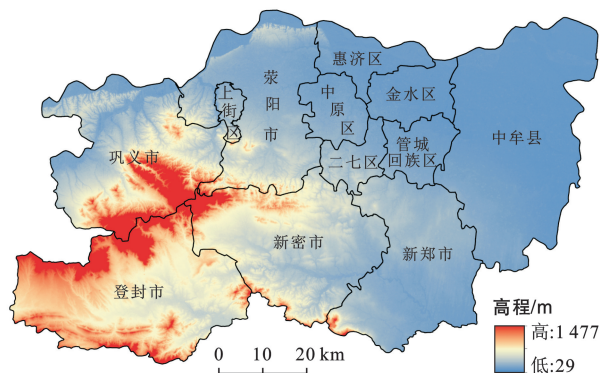 惠济区
荥
阳
市
上
街
区
中
原
区
金水区
中牟县
巩义市
二七区
管城
回族区
新密市
新郑市
登封市
高程/m
高:1 477
低:29
0 10 20 km